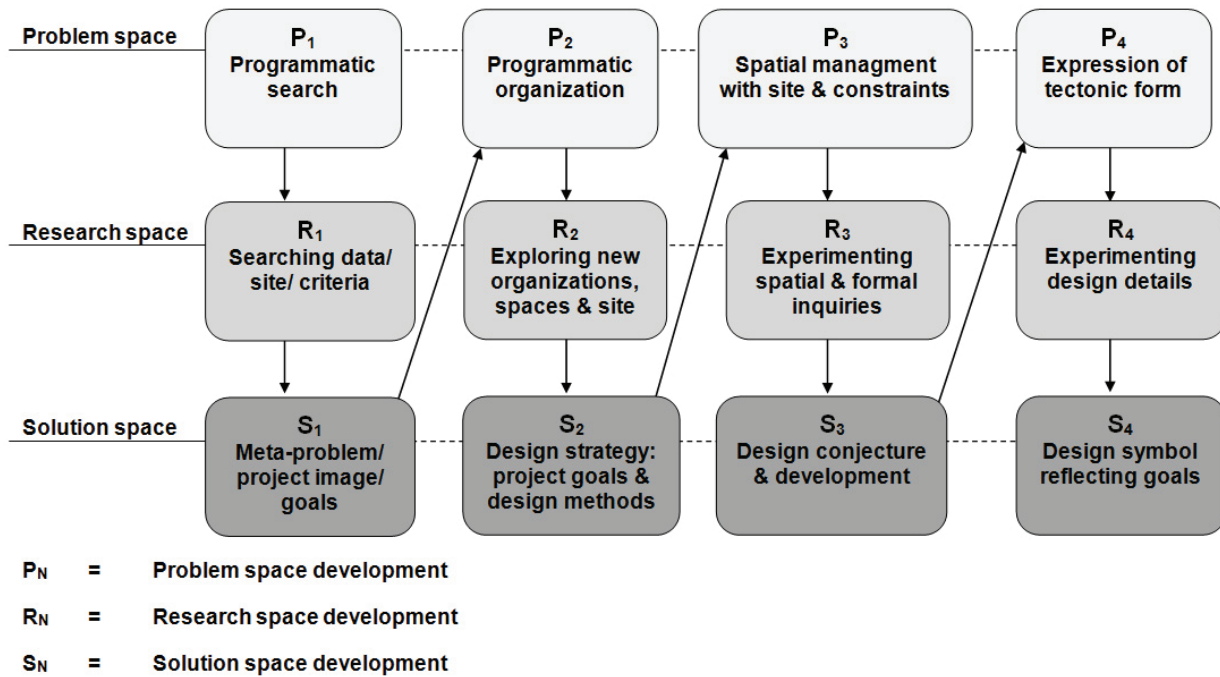 Problem space
P1
Programmatic
search
P2
Programmatic
organization
P3
Spatial managment
with site & constraints
P4
Expression of
tectonic form
Research space
R1
Searching data/
site/ criteria
R2
Exploring new
organizations,
spaces & site
R3
Experimenting
spatial & formal
inquiries
R4
Experimenting
design details
Solution space
S1
Meta-problem/
project image/
goals
S2
Design strategy:
project goals &
design methods
S3
Design conjecture
& development
S4
Design symbol
reflecting goals
PN = Problem space development
RN = Research space development
SN = Solution space development